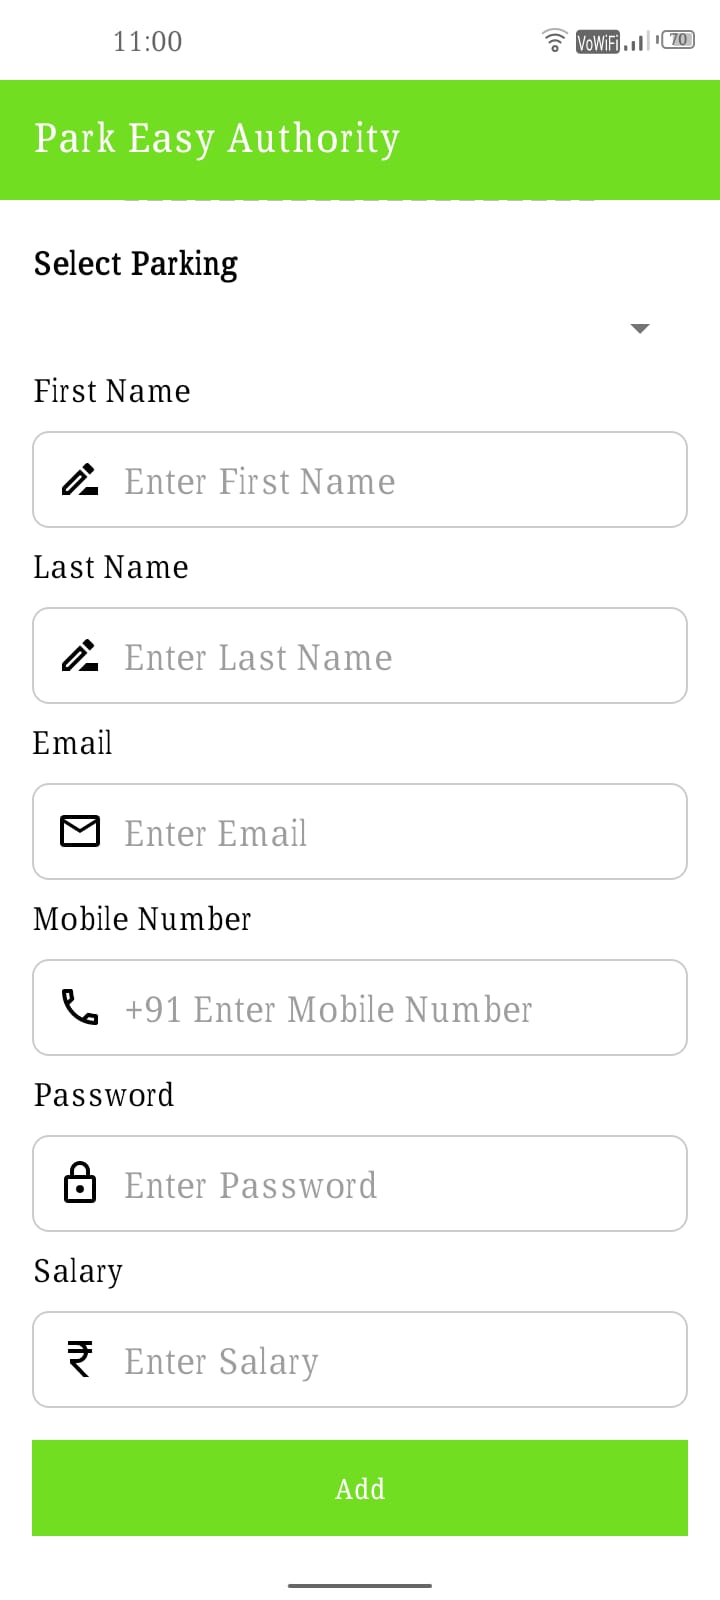 11:00 VoWiFi 70
Park Easy Authority
Select Parking
First Name
Enter First Name
Last Name
Enter Last Name
Email
Enter Email
Mobile Number
+91 Enter Mobile Number
Password
Enter Password
Salary
₹ Enter Salary
Add